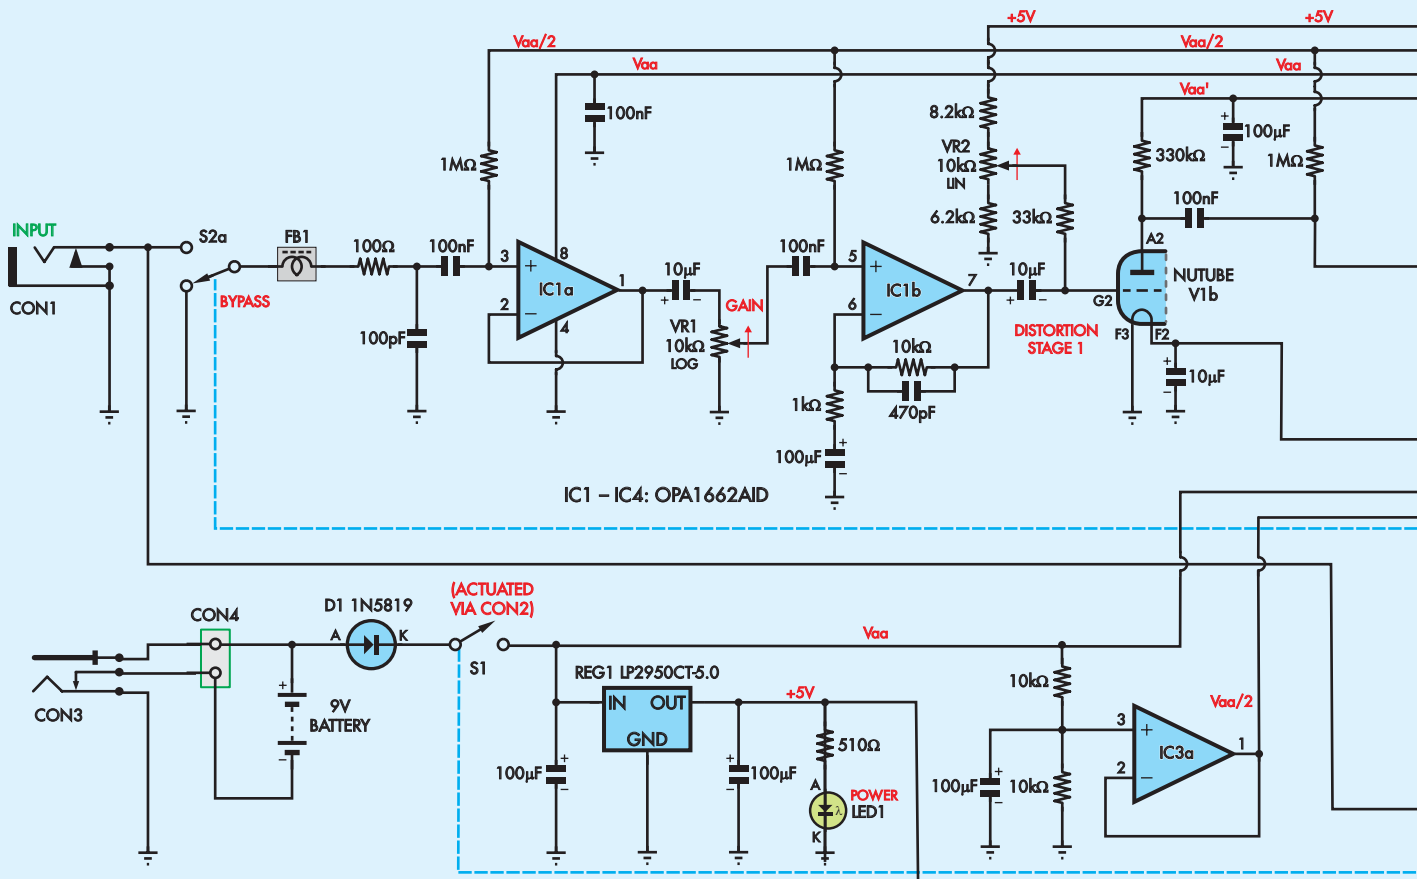 +5V
+5V
Vaa/2
Vaa/2
Vaa
Vaa
Vaa'
100nF
8.2kΩ
+
100µF
−
VR2
10kΩ
LIN
1MΩ
1MΩ
330kΩ
1MΩ
100nF
6.2kΩ
33kΩ
INPUT
S2a
FB1
100Ω
100nF
3
+
8
100nF
5
+
A2
CON1
BYPASS
IC1a
1
10µF
+
−
GAIN
IC1b
7
10µF
+
−
G2
NUTUBE
V1b
2
−
4
6
−
100pF
VR1
10kΩ
LOG
DISTORTION
STAGE 1
F3
F2
10kΩ
470pF
+
10µF
−
1kΩ
+
100µF
−
IC1 – IC4: OPA1662AID
CON4
D1 1N5819
A
K
(ACTUATED
VIA CON2)
S1
Vaa
CON3
+
9V
BATTERY
−
REG1 LP2950CT-5.0
IN
OUT
GND
+5V
10kΩ
Vaa/2
+
100µF
−
+
100µF
−
510Ω
A
POWER
LED1
λ
K
+
100µF
−
10kΩ
3
+
IC3a
1
2
−